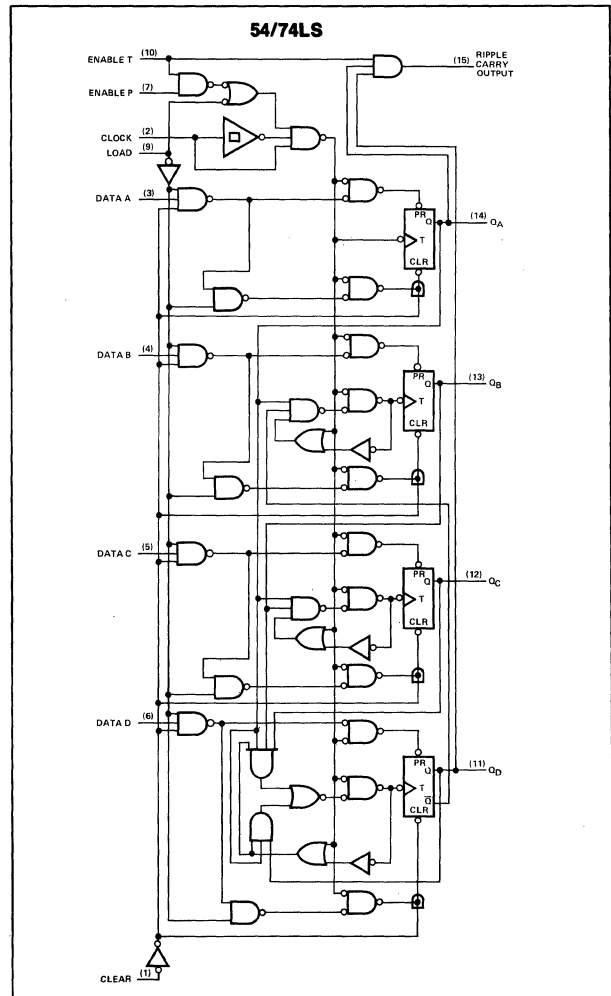 54/74LS
ENABLE T (10)
(15) RIPPLE CARRY OUTPUT
ENABLE P (7)
CLOCK (2)
LOAD (9)
DATA A (3)
PR
Q (14) QA
T
CLR
DATA B (4)
PR
Q (13) QB
T
CLR
DATA C (5)
PR
Q (12) QC
T
CLR
DATA D (6)
PR
Q (11) QD
T
Q̅
CLR
CLEAR (1)